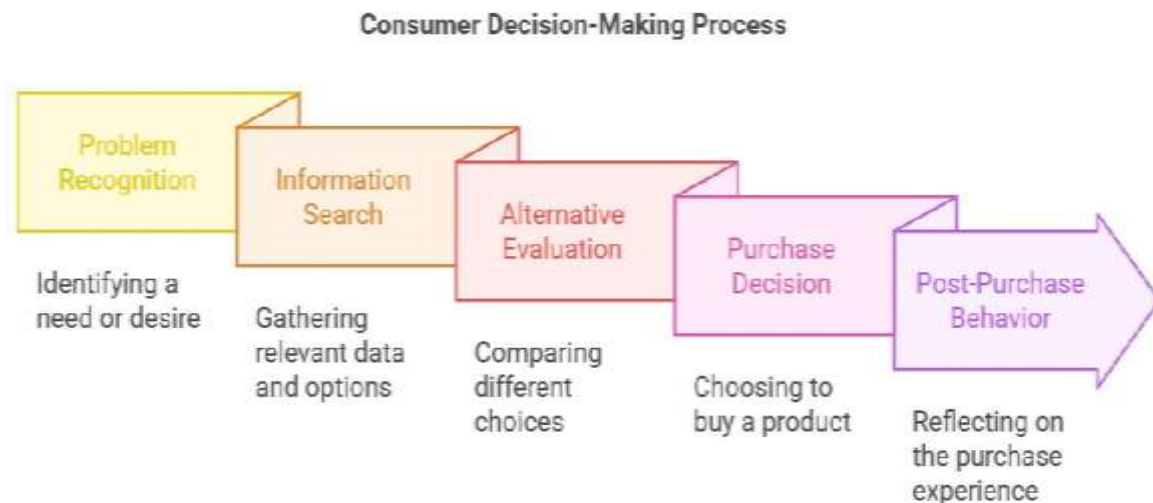 Consumer Decision-Making Process
Problem
Recognition
Identifying a
need or desire
Information
Search
Gathering
relevant data
and options
Alternative
Evaluation
Comparing
different
choices
Purchase
Decision
Choosing to
buy a product
Post-Purchase
Behavior
Reflecting on
the purchase
experience